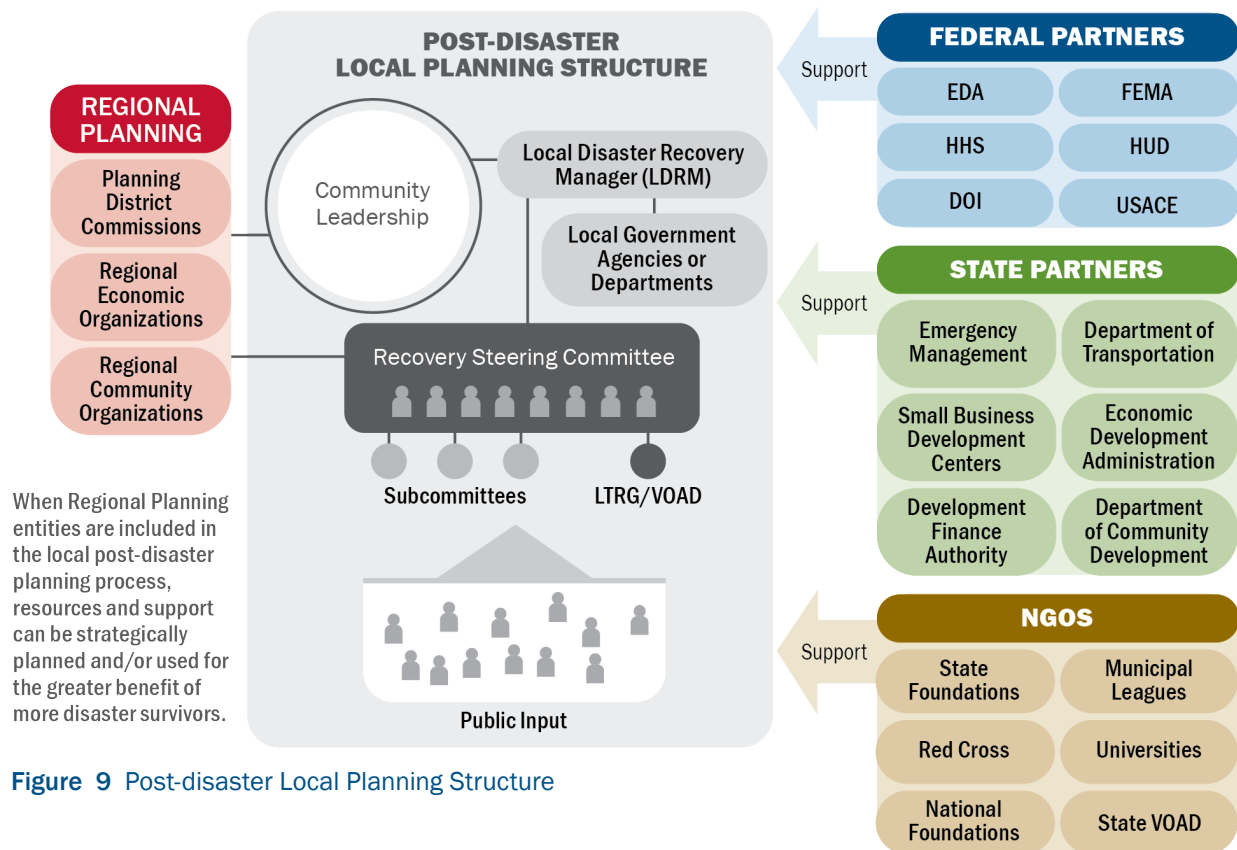 POST-DISASTER
LOCAL PLANNING STRUCTURE
REGIONAL
PLANNING
Planning
District
Commissions
Regional
Economic
Organizations
Regional
Community
Organizations
When Regional Planning
entities are included in
the local post-disaster
planning process,
resources and support
can be strategically
planned and/or used for
the greater benefit of
more disaster survivors.
Community
Leadership
Local Disaster Recovery
Manager (LDRM)
Local Government
Agencies or
Departments
Recovery Steering Committee
Subcommittees
LTRG/VOAD
Public Input
Support
FEDERAL PARTNERS
EDA
FEMA
HHS
HUD
DOI
USACE
Support
STATE PARTNERS
Emergency
Management
Department of
Transportation
Small Business
Development
Centers
Economic
Development
Administration
Development
Finance
Authority
Department
of Community
Development
Support
NGOS
State
Foundations
Municipal
Leagues
Red Cross
Universities
National
Foundations
State VOAD
Figure 9 Post-disaster Local Planning Structure